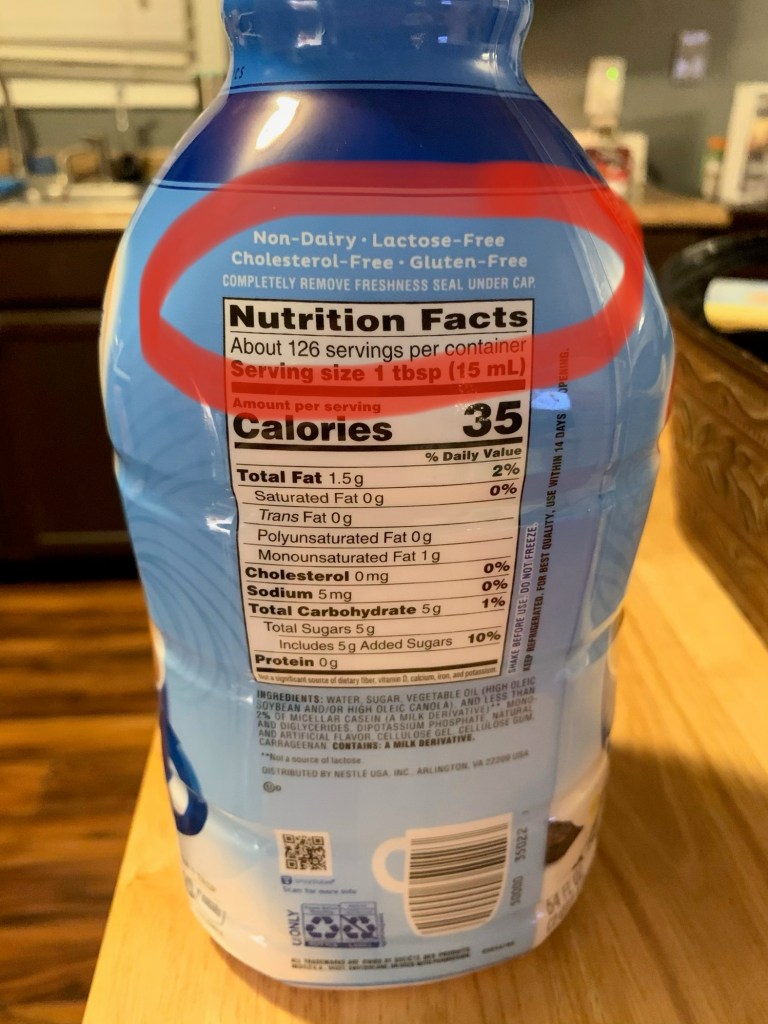 Non-Dairy • Lactose-Free
Cholesterol-Free • Gluten-Free
COMPLETELY REMOVE FRESHNESS SEAL UNDER CAP.
Nutrition Facts
About 126 servings per container
Serving size 1 tbsp (15 mL)
Amount per serving
Calories 35
% Daily Value
Total Fat 1.5g 2%
Saturated Fat 0g 0%
Trans Fat 0g
Polyunsaturated Fat 0g
Monounsaturated Fat 1g
Cholesterol 0mg 0%
Sodium 5mg 0%
Total Carbohydrate 5g 1%
Total Sugars 5g
Includes 5g Added Sugars 10%
Protein 0g
Not a significant source of dietary fiber, vitamin D, calcium, iron, and potassium
SHAKE BEFORE USE. DO NOT FREEZE.
KEEP REFRIGERATED. FOR BEST QUALITY, USE WITHIN 14 DAYS OPENING.
INGREDIENTS: WATER, SUGAR, VEGETABLE OIL (HIGH OLEIC
SOYBEAN AND/OR HIGH OLEIC CANOLA), AND LESS THAN
2% OF MICELLAR CASEIN (A MILK DERIVATIVE)**, MONO-
AND DIGLYCERIDES, DIPOTASSIUM PHOSPHATE, NATURAL
AND ARTIFICIAL FLAVOR, CELLULOSE GEL, CELLULOSE GUM,
CARRAGEENAN. CONTAINS: A MILK DERIVATIVE.
**Not a source of lactose
DISTRIBUTED BY NESTLÉ USA, INC., ARLINGTON, VA 22209 USA
D
Scan for more info
50000 35022